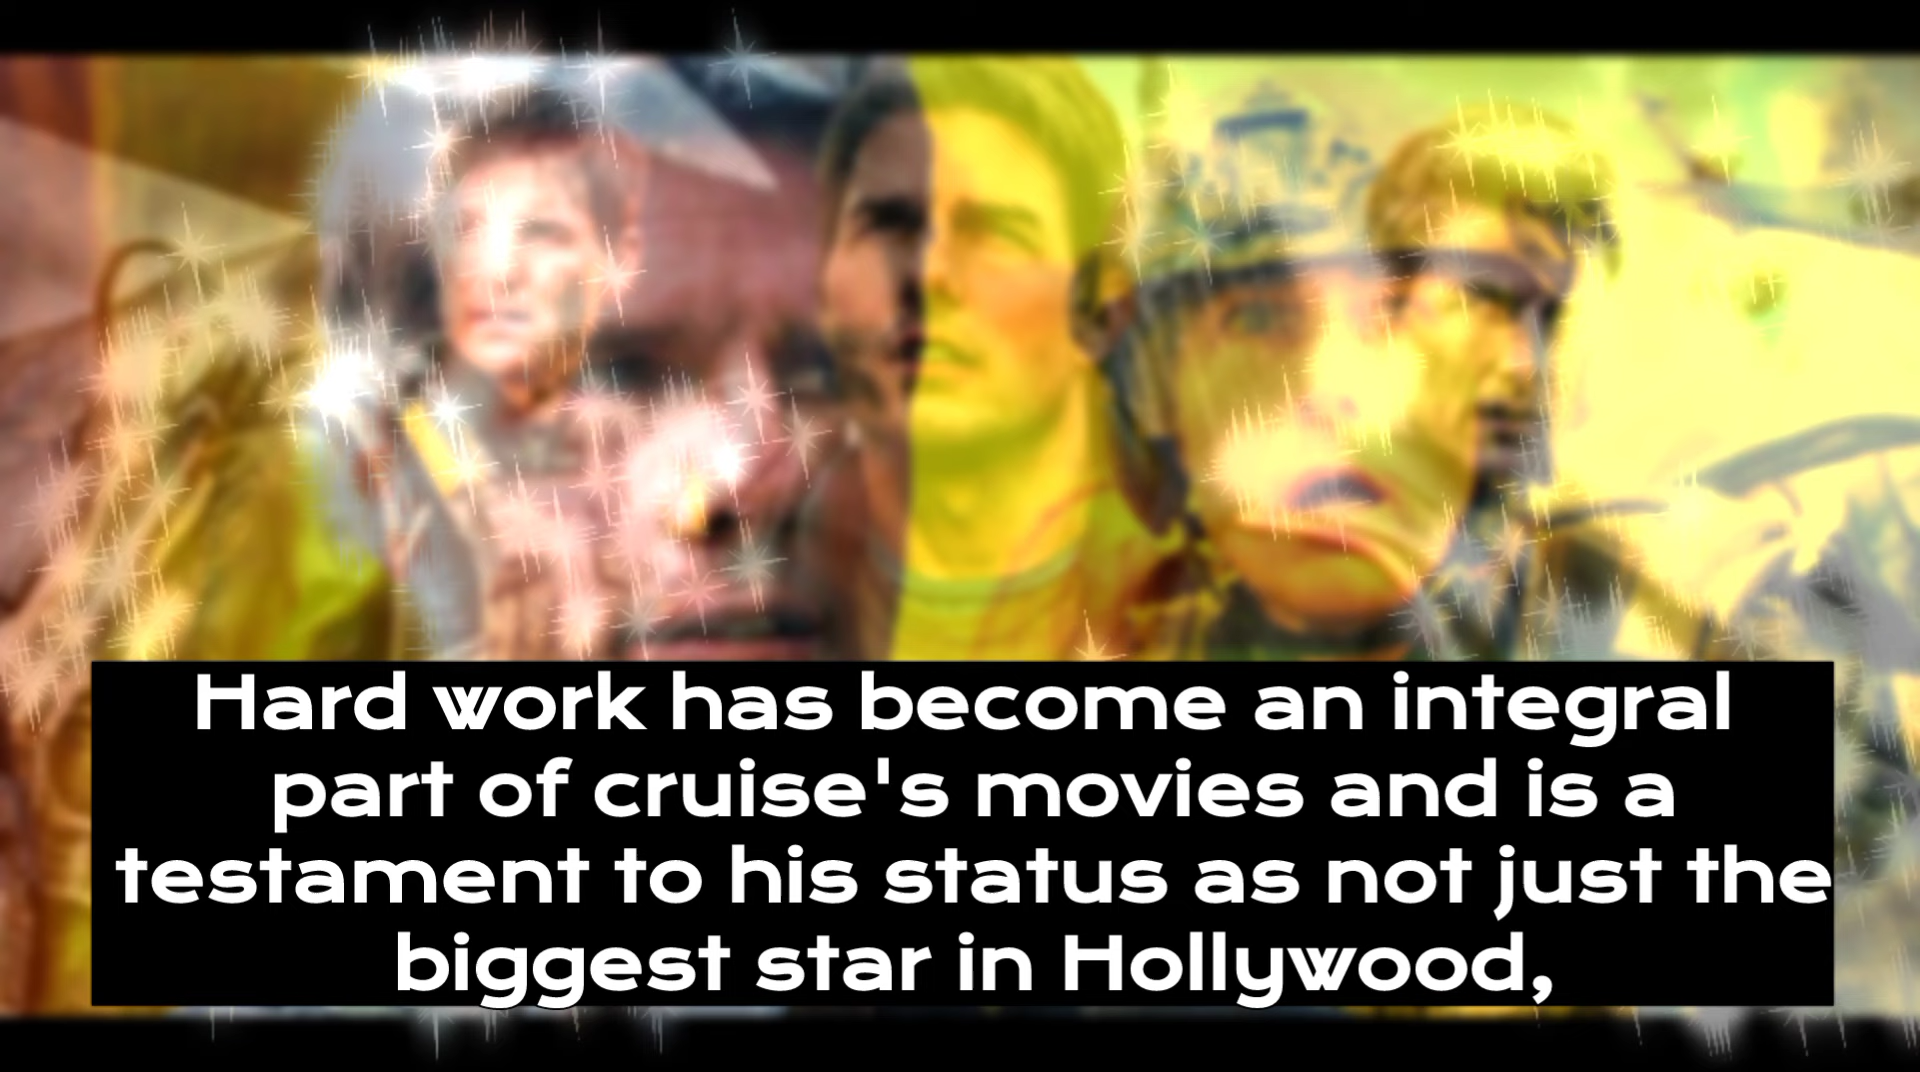 Hard work has become an integral
part of cruise's movies and is a
testament to his status as not just the
biggest star in Hollywood,